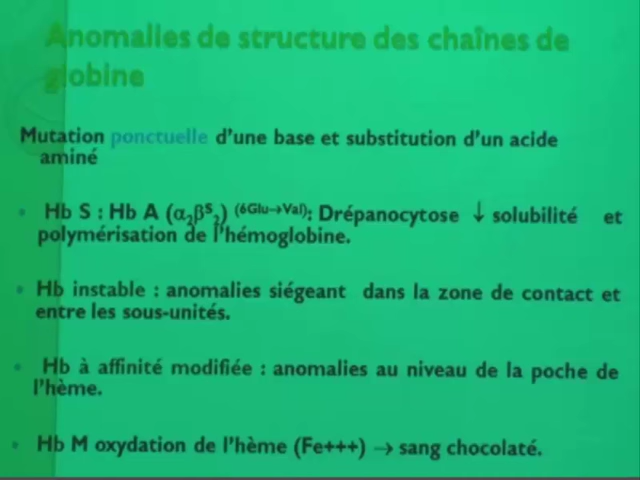 Anomalies de structure des chaînes de
globine
Mutation ponctuelle d'une base et substitution d'un acide
aminé
• Hb S : Hb A (α₂βˢ₂) (6Glu→Val): Drépanocytose ↓ solubilité et
polymérisation de l'hémoglobine.
• Hb instable : anomalies siégeant dans la zone de contact et
entre les sous-unités.
• Hb à affinité modifiée : anomalies au niveau de la poche de
l'hème.
• Hb M oxydation de l'hème (Fe+++) → sang chocolaté.